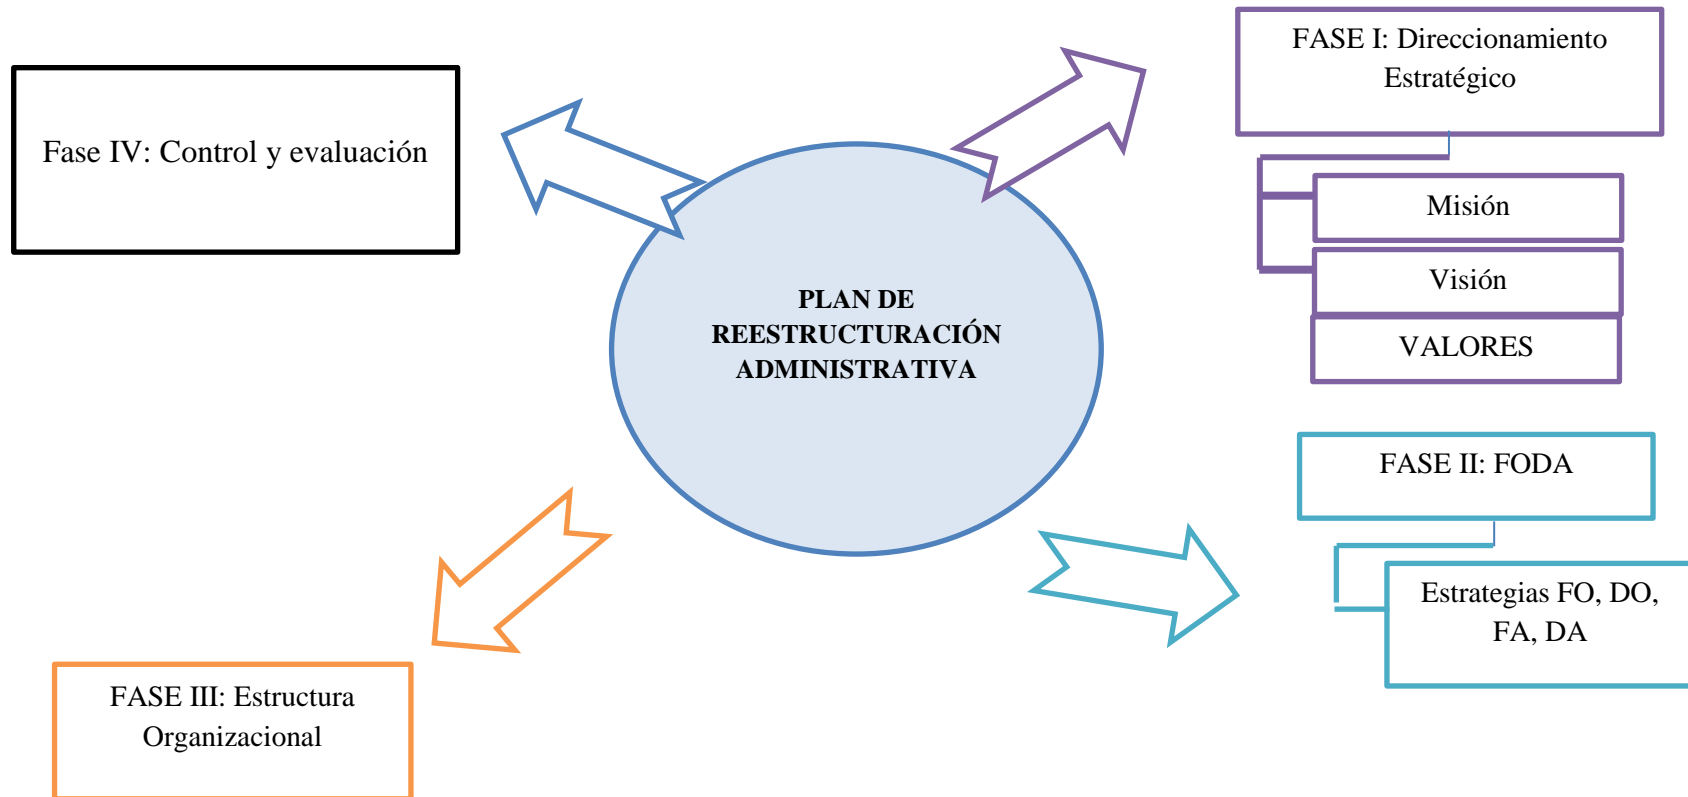 FASE I: Direccionamiento
Estratégico
Misión
Visión
VALORES
Fase IV: Control y evaluación
PLAN DE
REESTRUCTURACIÓN
ADMINISTRATIVA
FASE II: FODA
Estrategias FO, DO,
FA, DA
FASE III: Estructura
Organizacional